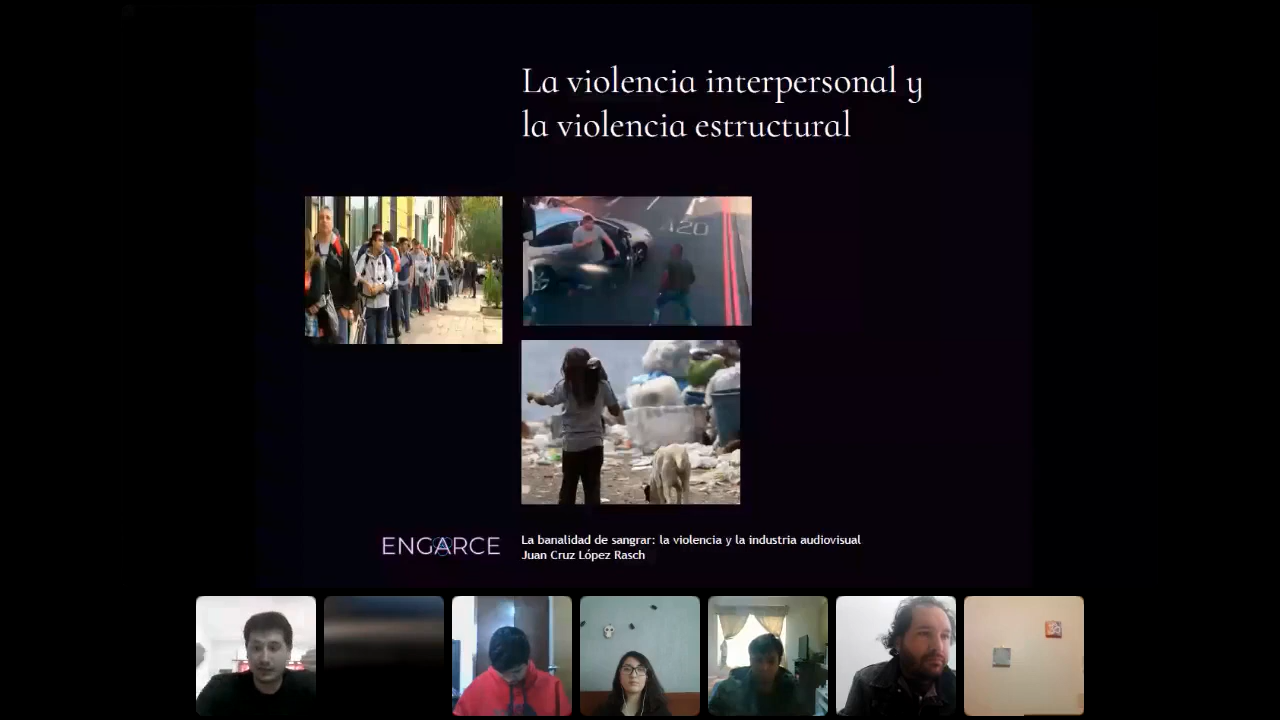 La violencia interpersonal y
la violencia estructural
A20
ENGARCE
La banalidad de sangrar: la violencia y la industria audiovisual
Juan Cruz López Rasch